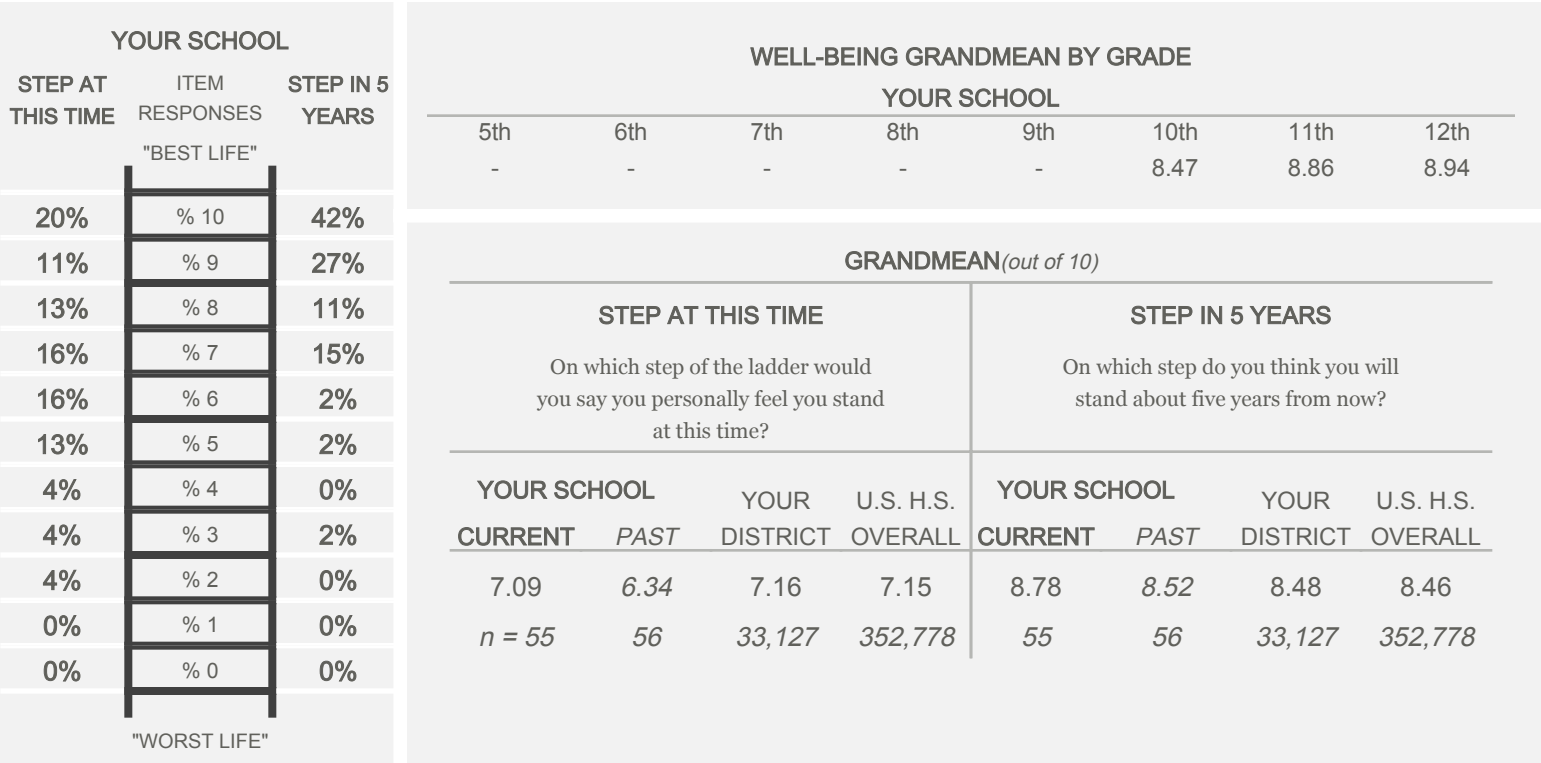 YOUR SCHOOL
STEP AT ITEM STEP IN 5
THIS TIME RESPONSES YEARS
"BEST LIFE"
20% % 10 42%
11% % 9 27%
13% % 8 11%
16% % 7 15%
16% % 6 2%
13% % 5 2%
4% % 4 0%
4% % 3 2%
4% % 2 0%
0% % 1 0%
0% % 0 0%
"WORST LIFE"
WELL-BEING GRANDMEAN BY GRADE
YOUR SCHOOL
5th 6th 7th 8th 9th 10th 11th 12th
- - - - - 8.47 8.86 8.94
GRANDMEAN (out of 10)
STEP AT THIS TIME STEP IN 5 YEARS
On which step of the ladder would
you say you personally feel you stand
at this time?
On which step do you think you will
stand about five years from now?
YOUR SCHOOL YOUR U.S. H.S. YOUR SCHOOL YOUR U.S. H.S.
CURRENT PAST DISTRICT OVERALL CURRENT PAST DISTRICT OVERALL
7.09 6.34 7.16 7.15 8.78 8.52 8.48 8.46
n = 55 56 33,127 352,778 55 56 33,127 352,778